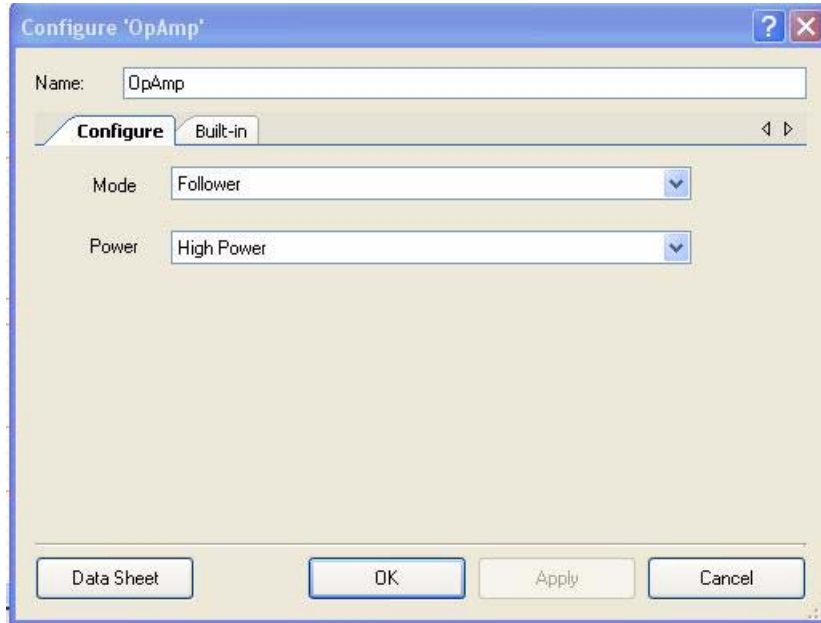 Configure 'OpAmp'
Name: OpAmp
Configure Built-in
Mode Follower
Power High Power
Data Sheet OK Apply Cancel